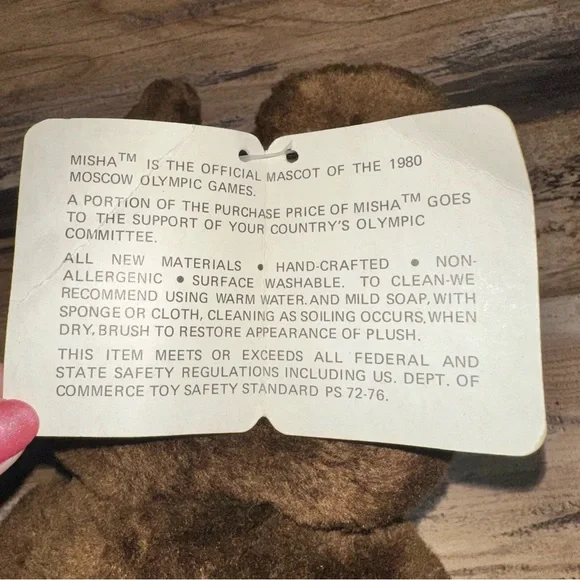 MISHA™ IS THE OFFICIAL MASCOT OF THE 1980
MOSCOW OLYMPIC GAMES.
A PORTION OF THE PURCHASE PRICE OF MISHA™ GOES
TO THE SUPPORT OF YOUR COUNTRY'S OLYMPIC
COMMITTEE.
ALL NEW MATERIALS • HAND-CRAFTED • NON-
ALLERGENIC • SURFACE WASHABLE. TO CLEAN-WE
RECOMMEND USING WARM WATER. AND MILD SOAP, WITH
SPONGE OR CLOTH, CLEANING AS SOILING OCCURS, WHEN
DRY, BRUSH TO RESTORE APPEARANCE OF PLUSH.
THIS ITEM MEETS OR EXCEEDS ALL FEDERAL AND
STATE SAFETY REGULATIONS INCLUDING US. DEPT. OF
COMMERCE TOY SAFETY STANDARD PS 72-76.